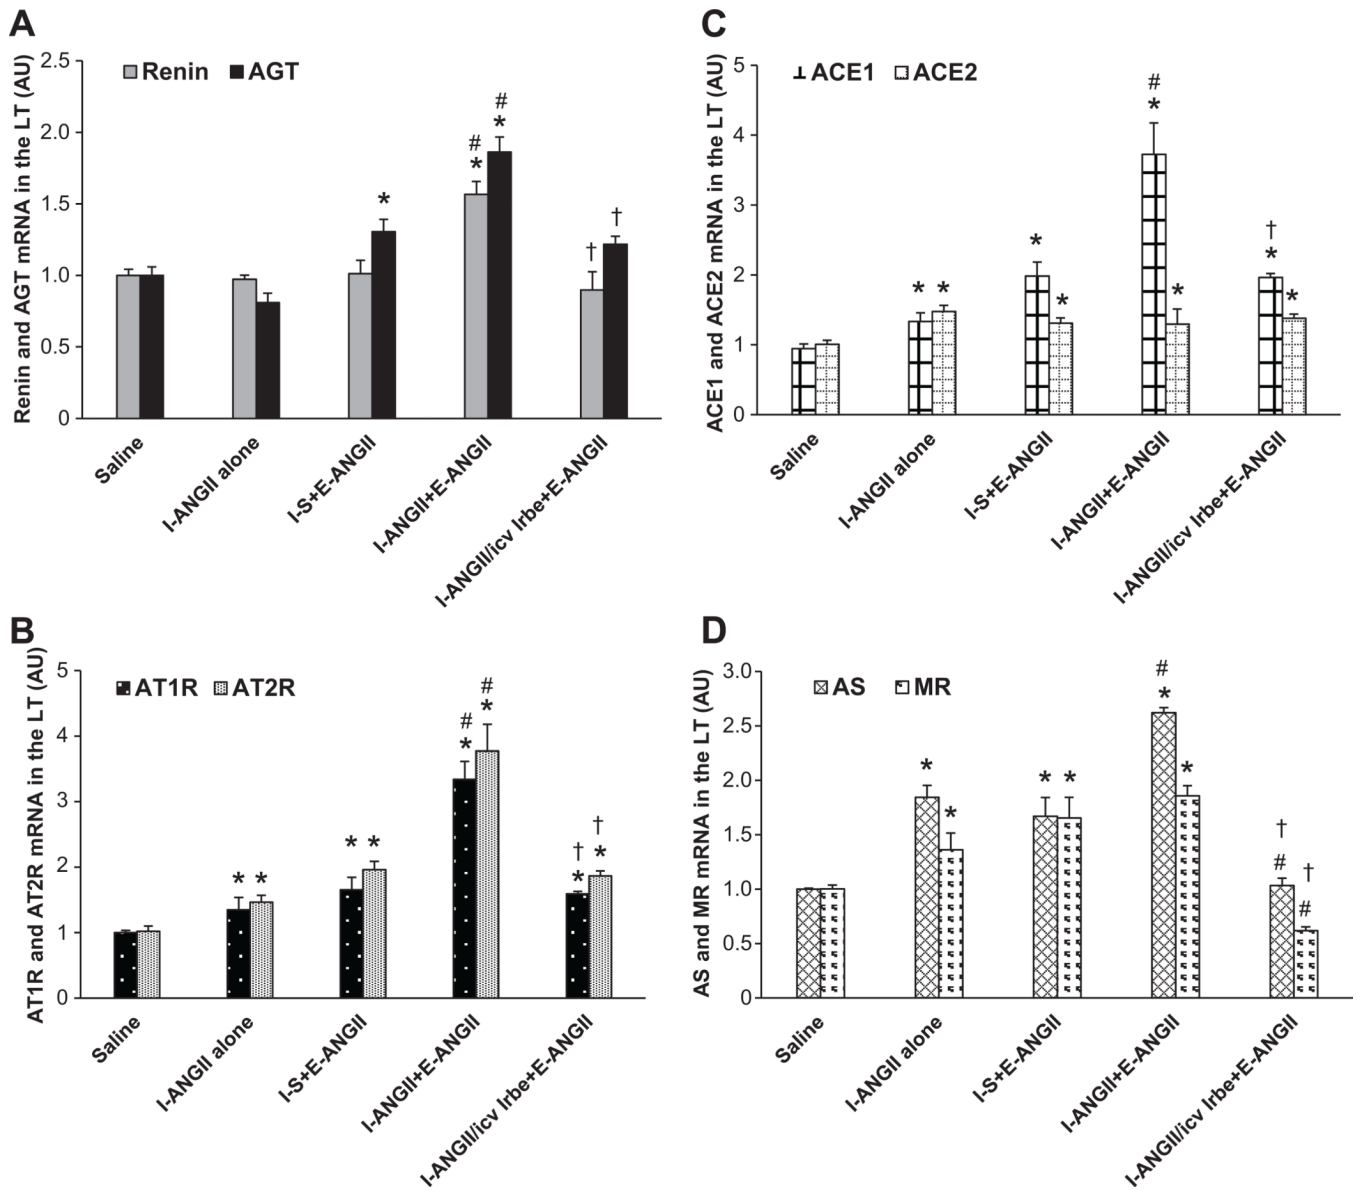 A
Renin and AGT mRNA in the LT (AU)
2.5
2.0
1.5
1.0
0.5
0
Renin AGT
* # * # * † †
Saline
I-ANGII alone
I-S+E-ANGII
I-ANGII+E-ANGII
I-ANGII/icv Irbe+E-ANGII
C
ACE1 and ACE2 mRNA in the LT (AU)
5
4
3
2
1
0
ACE1 ACE2
* * * * # * * † * *
Saline
I-ANGII alone
I-S+E-ANGII
I-ANGII+E-ANGII
I-ANGII/icv Irbe+E-ANGII
B
AT1R and AT2R mRNA in the LT (AU)
5
4
3
2
1
0
AT1R AT2R
* * * * # * # * † * † *
Saline
I-ANGII alone
I-S+E-ANGII
I-ANGII+E-ANGII
I-ANGII/icv Irbe+E-ANGII
D
AS and MR mRNA in the LT (AU)
3.0
2.5
2.0
1.5
1.0
0.5
0
AS MR
* * * * # * * † # † #
Saline
I-ANGII alone
I-S+E-ANGII
I-ANGII+E-ANGII
I-ANGII/icv Irbe+E-ANGII